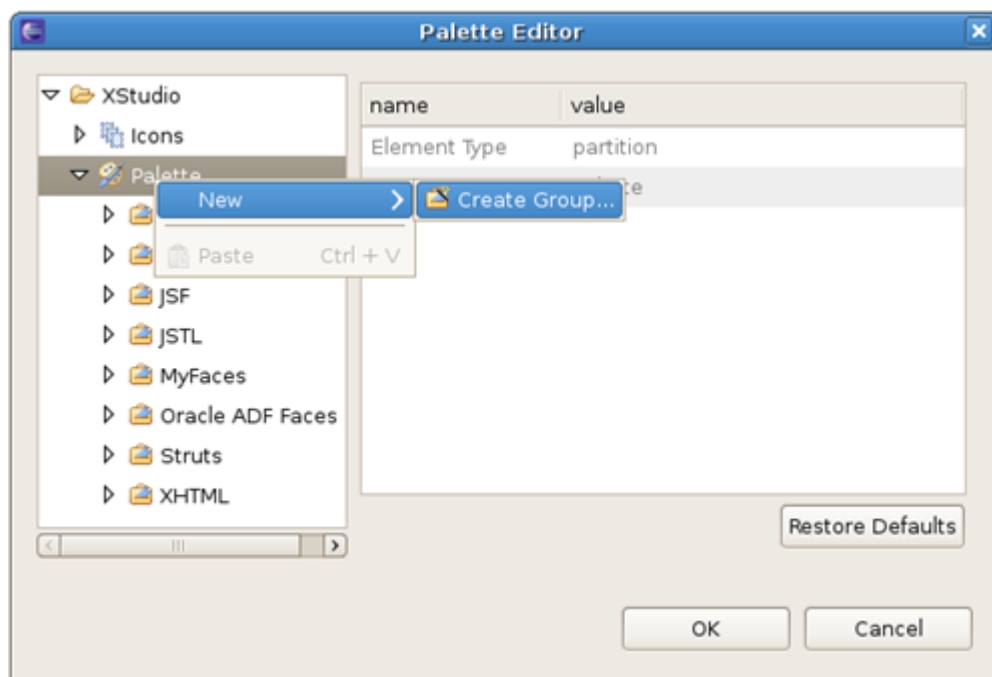 Palette Editor
XStudio
name value
Icons
Element Type partition
Palette
New Create Group...
Paste Ctrl + V
JSF
JSTL
MyFaces
Oracle ADF Faces
Struts
XHTML
Restore Defaults
OK Cancel